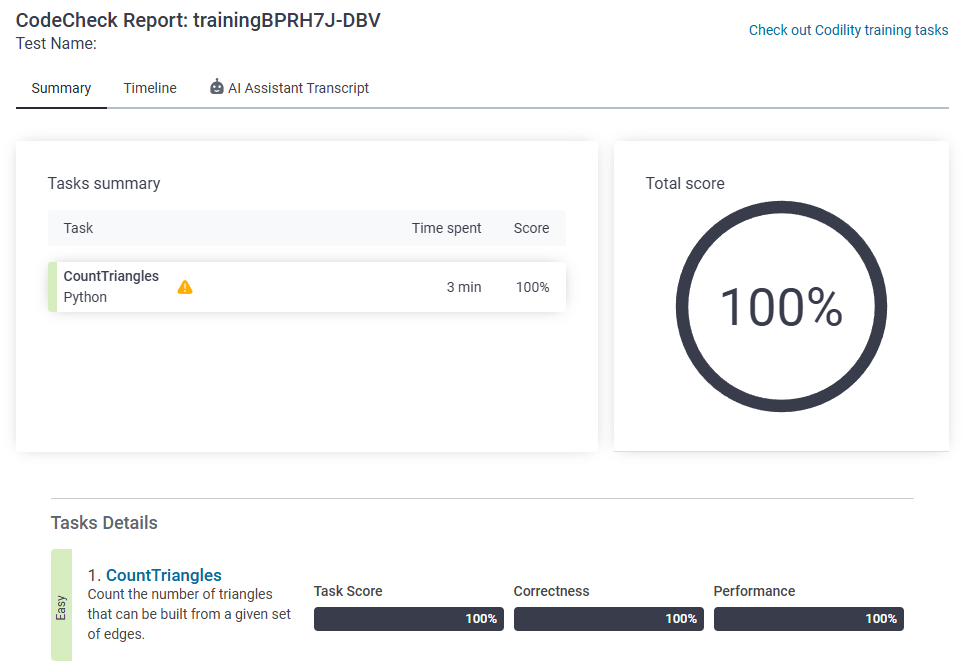 CodeCheck Report: trainingBPRH7J-DBV
Test Name:
Check out Codility training tasks
Summary
Timeline
AI Assistant Transcript
Tasks summary
Task Time spent Score
CountTriangles
Python
3 min 100%
Total score
100%
Tasks Details
Easy
1. CountTriangles
Count the number of triangles
that can be built from a given set
of edges.
Task Score
100%
Correctness
100%
Performance
100%